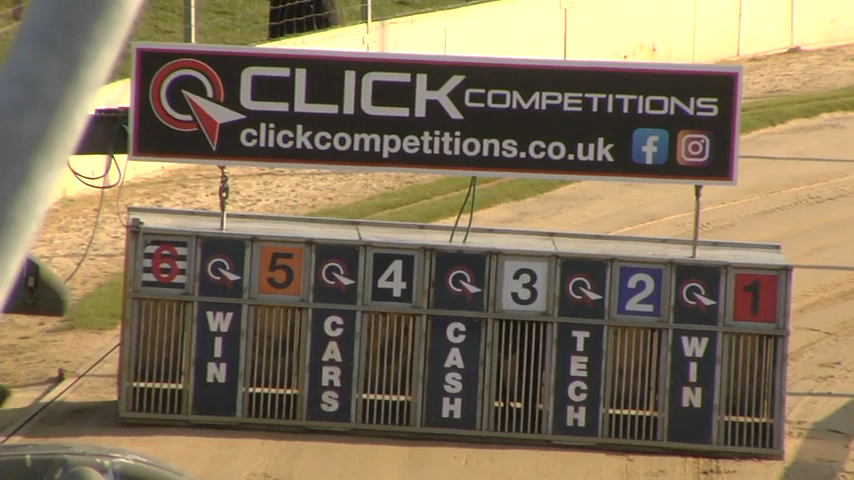 CLICK COMPETITIONS
clickcompetitions.co.uk
6 5 4 3 2 1
WIN CARS CASH TECH WIN